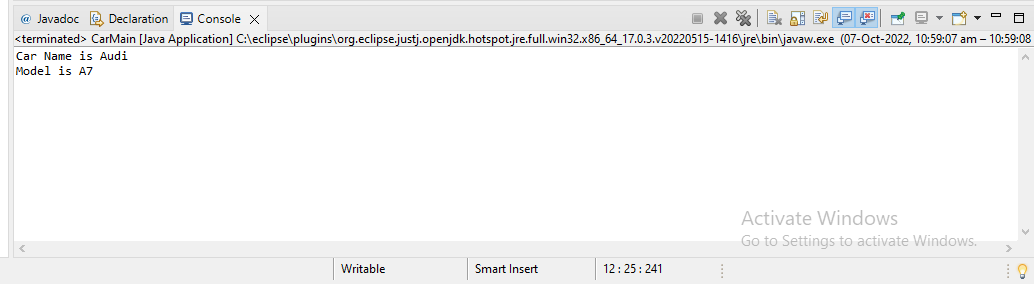 @ Javadoc Declaration Console
<terminated> CarMain [Java Application] C:\eclipse\plugins\org.eclipse.justj.openjdk.hotspot.jre.full.win32.x86_64_17.0.3.v20220515-1416\jre\bin\javaw.exe (07-Oct-2022, 10:59:07 am – 10:59:08
Car Name is Audi
Model is A7
Activate Windows
Go to Settings to activate Windows.
Writable Smart Insert 12 : 25 : 241